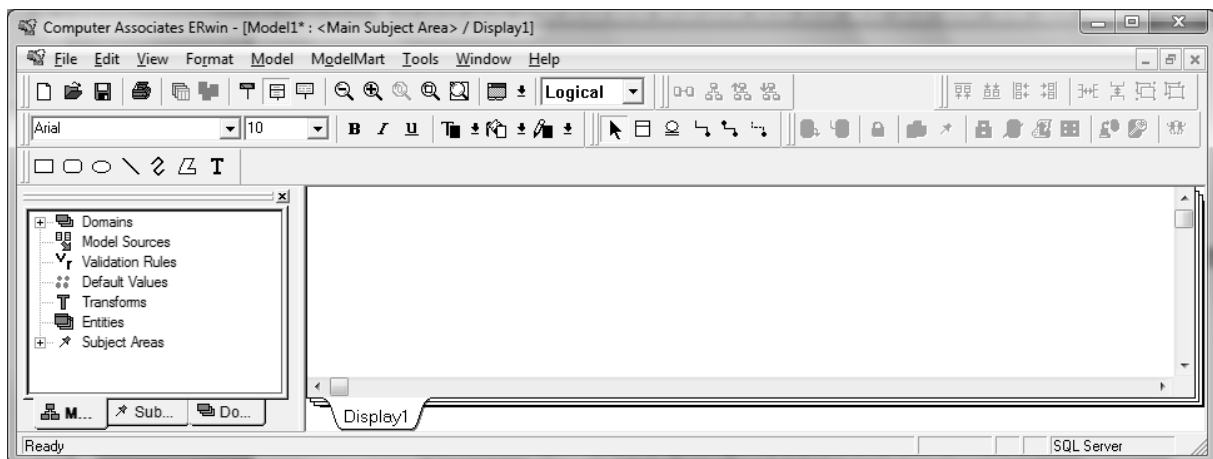 Computer Associates ERwin - [Model1* : <Main Subject Area> / Display1]
File Edit View Format Model ModelMart Tools Window Help
Logical
Arial 10 B I U
T
Domains
Model Sources
Validation Rules
Default Values
Transforms
Entities
Subject Areas
M... Sub... Do...
Display1
Ready SQL Server